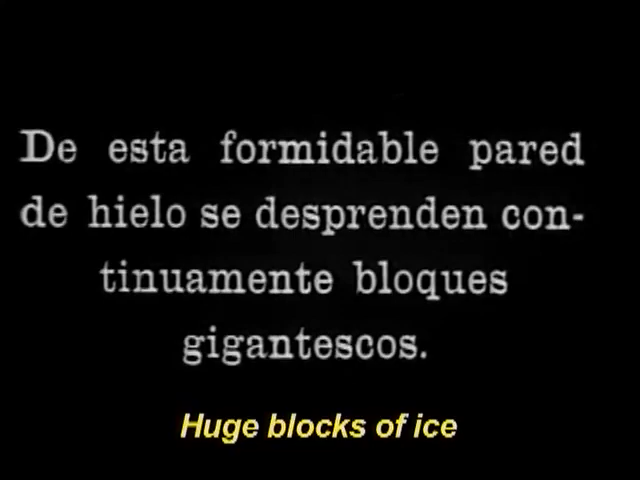 De esta formidable pared
de hielo se desprenden con-
tinuamente bloques
gigantescos.
Huge blocks of ice